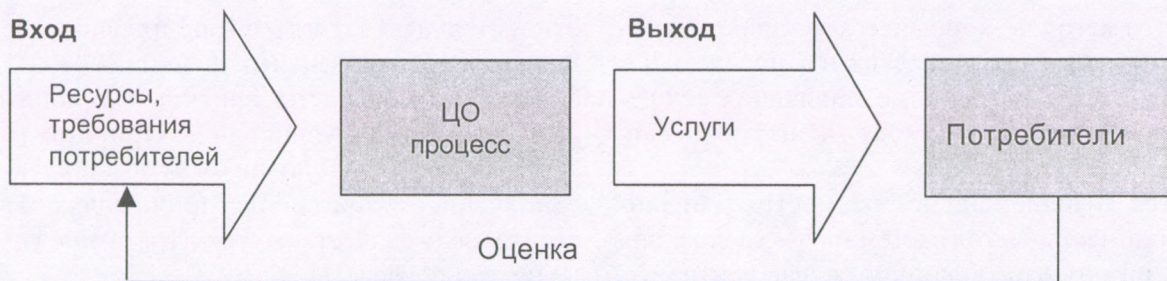 Вход
Ресурсы,
требования
потребителей
ЦО
процесс
Выход
Услуги
Потребители
Оценка